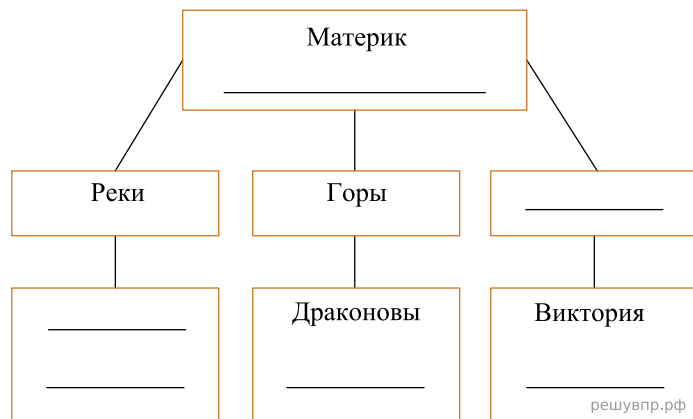 Материк
Реки
Горы
Драконовы
Виктория
решувпр.рф